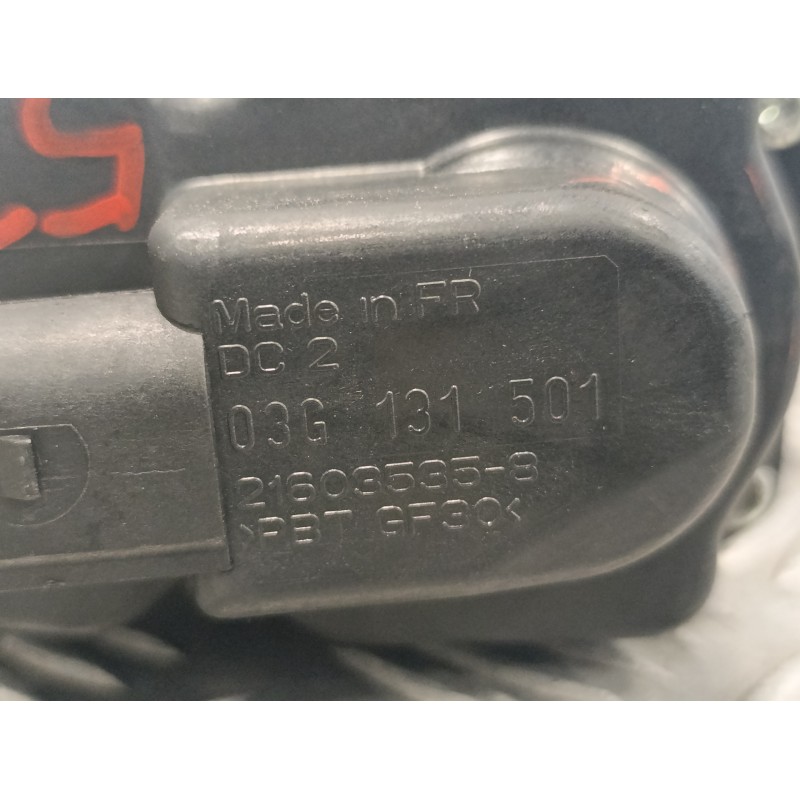 Made in FR
DC 2
03G 131 501
21603535-8
>PBT GF30<